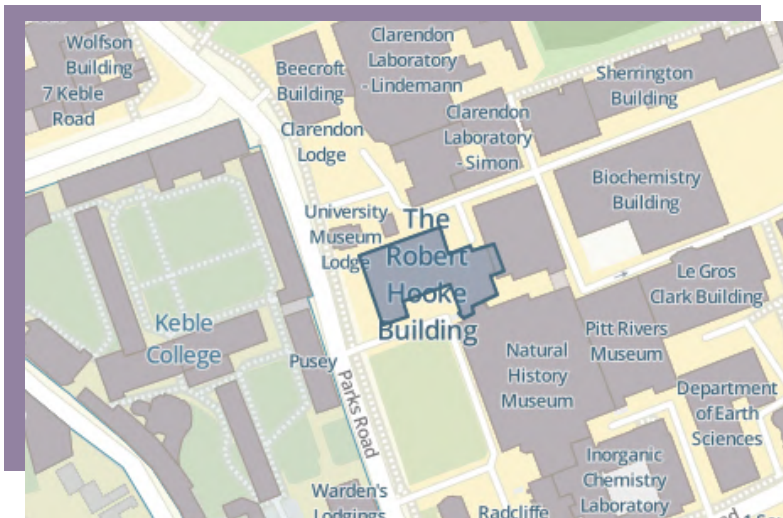 Wolfson
Building
7 Keble
Road
Beecroft
Building
Clarendon
Lodge
Clarendon
Laboratory
- Lindemann
Clarendon
Laboratory
- Simon
Sherrington
Building
Biochemistry
Building
University
Museum
Lodge
The
Robert
Hooke
Building
Le Gros
Clark Building
Keble
College
Pusey
Parks Road
Natural
History
Museum
Pitt Rivers
Museum
Department
of Earth
Sciences
Inorganic
Chemistry
Laboratory
Warden's
Lodgings
Radcliffe